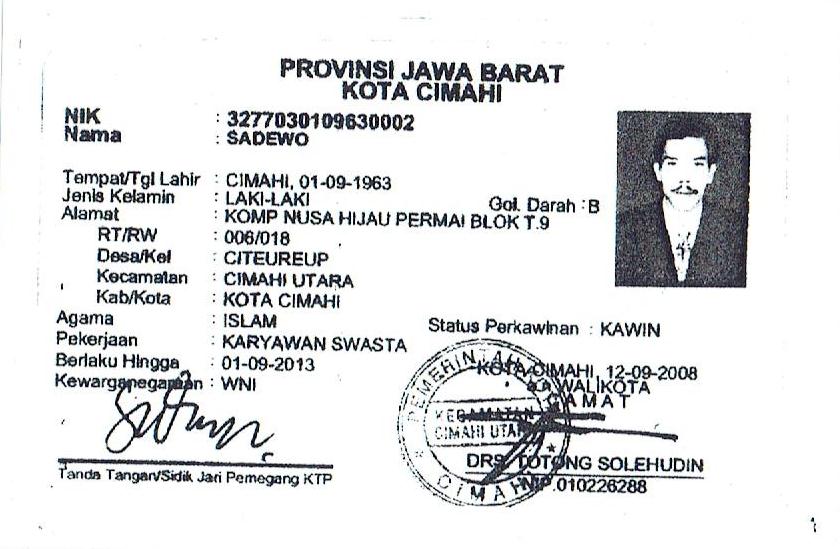 PROVINSI JAWA BARAT
KOTA CIMAHI
NIK : 3277030109630002
Nama : SADEWO
Tempat/Tgl Lahir : CIMAHI, 01-09-1963
Jenis Kelamin : LAKI-LAKI Gol. Darah : B
Alamat : KOMP NUSA HIJAU PERMAI BLOK T.9
RT/RW : 006/018
Desa/Kel : CITEUREUP
Kecamatan : CIMAHI UTARA
Kab/Kota : KOTA CIMAHI
Agama : ISLAM Status Perkawinan : KAWIN
Pekerjaan : KARYAWAN SWASTA
Berlaku Hingga : 01-09-2013
Kewarganegaraan : WNI
KOTA CIMAHI, 12-09-2008
WALIKOTA
CAMAT
PEMERINTAH
KECAMATAN
CIMAHI UTARA
CIMAHI
DRS. TOTONG SOLEHUDIN
NIP.010226288
Tanda Tangan/Sidik Jari Pemegang KTP